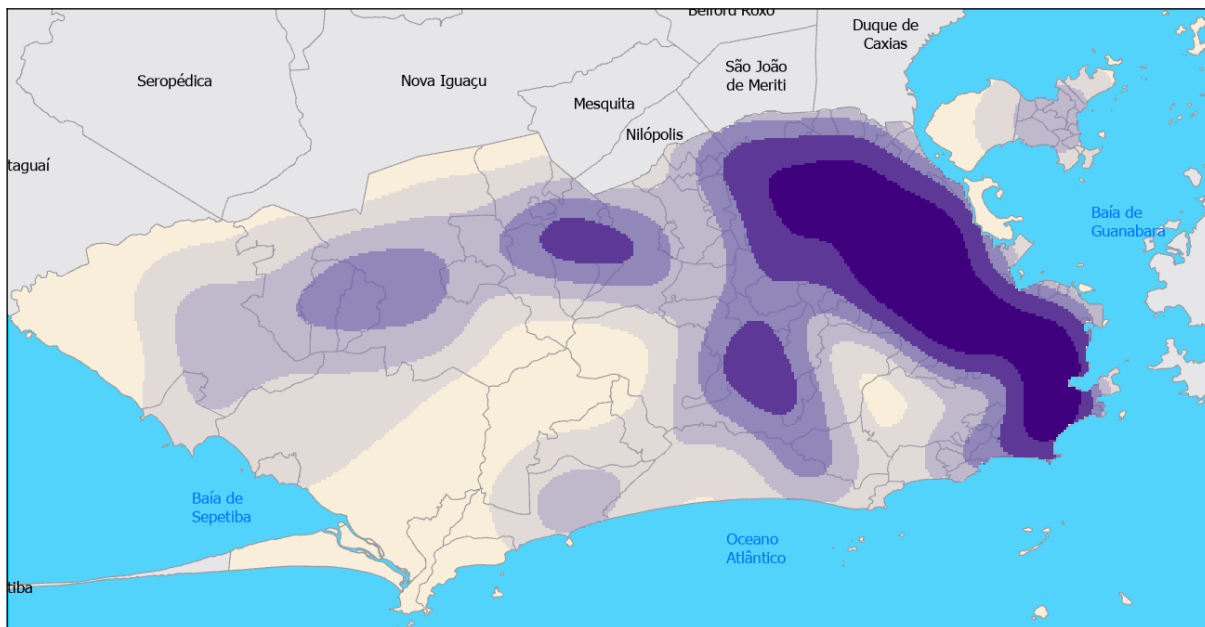 Belford Roxo
Duque de
Caxias
Seropédica
Nova Iguaçu
São João
de Meriti
Mesquita
Nilópolis
taguaí
Baía de
Guanabara
Baía de
Sepetiba
Oceano
Atlântico
tiba